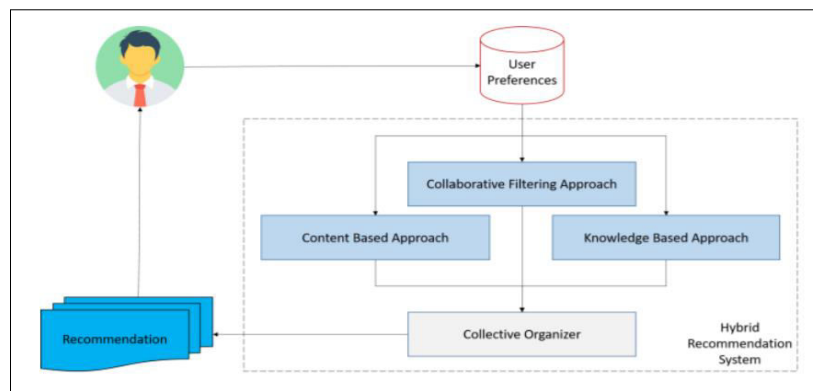 User
Preferences
Collaborative Filtering Approach
Content Based Approach
Knowledge Based Approach
Recommendation
Collective Organizer
Hybrid
Recommendation
System